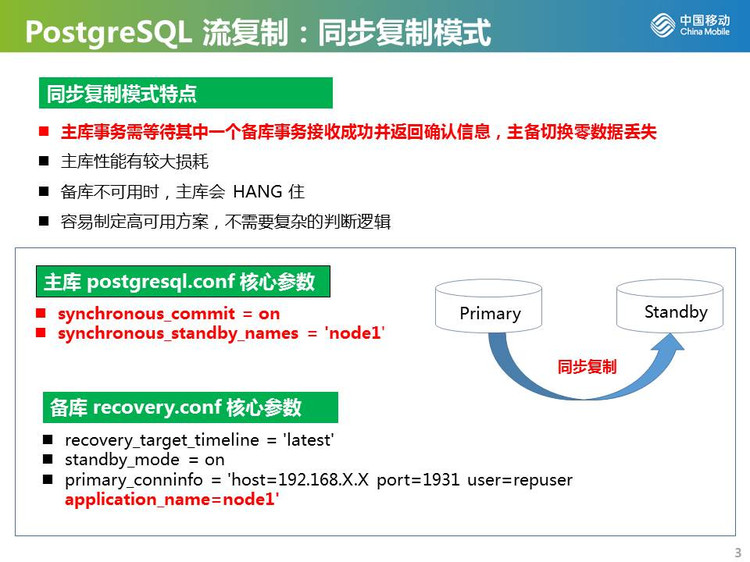 PostgreSQL 流复制：同步复制模式
中国移动
China Mobile
同步复制模式特点
主库事务需等待其中一个备库事务接收成功并返回确认信息，主备切换零数据丢失
主库性能有较大损耗
备库不可用时，主库会 HANG 住
容易制定高可用方案，不需要复杂的判断逻辑
主库 postgresql.conf 核心参数
synchronous_commit = on
synchronous_standby_names = 'node1'
Primary
Standby
同步复制
备库 recovery.conf 核心参数
recovery_target_timeline = 'latest'
standby_mode = on
primary_conninfo = 'host=192.168.X.X port=1931 user=repuser
application_name=node1'
3